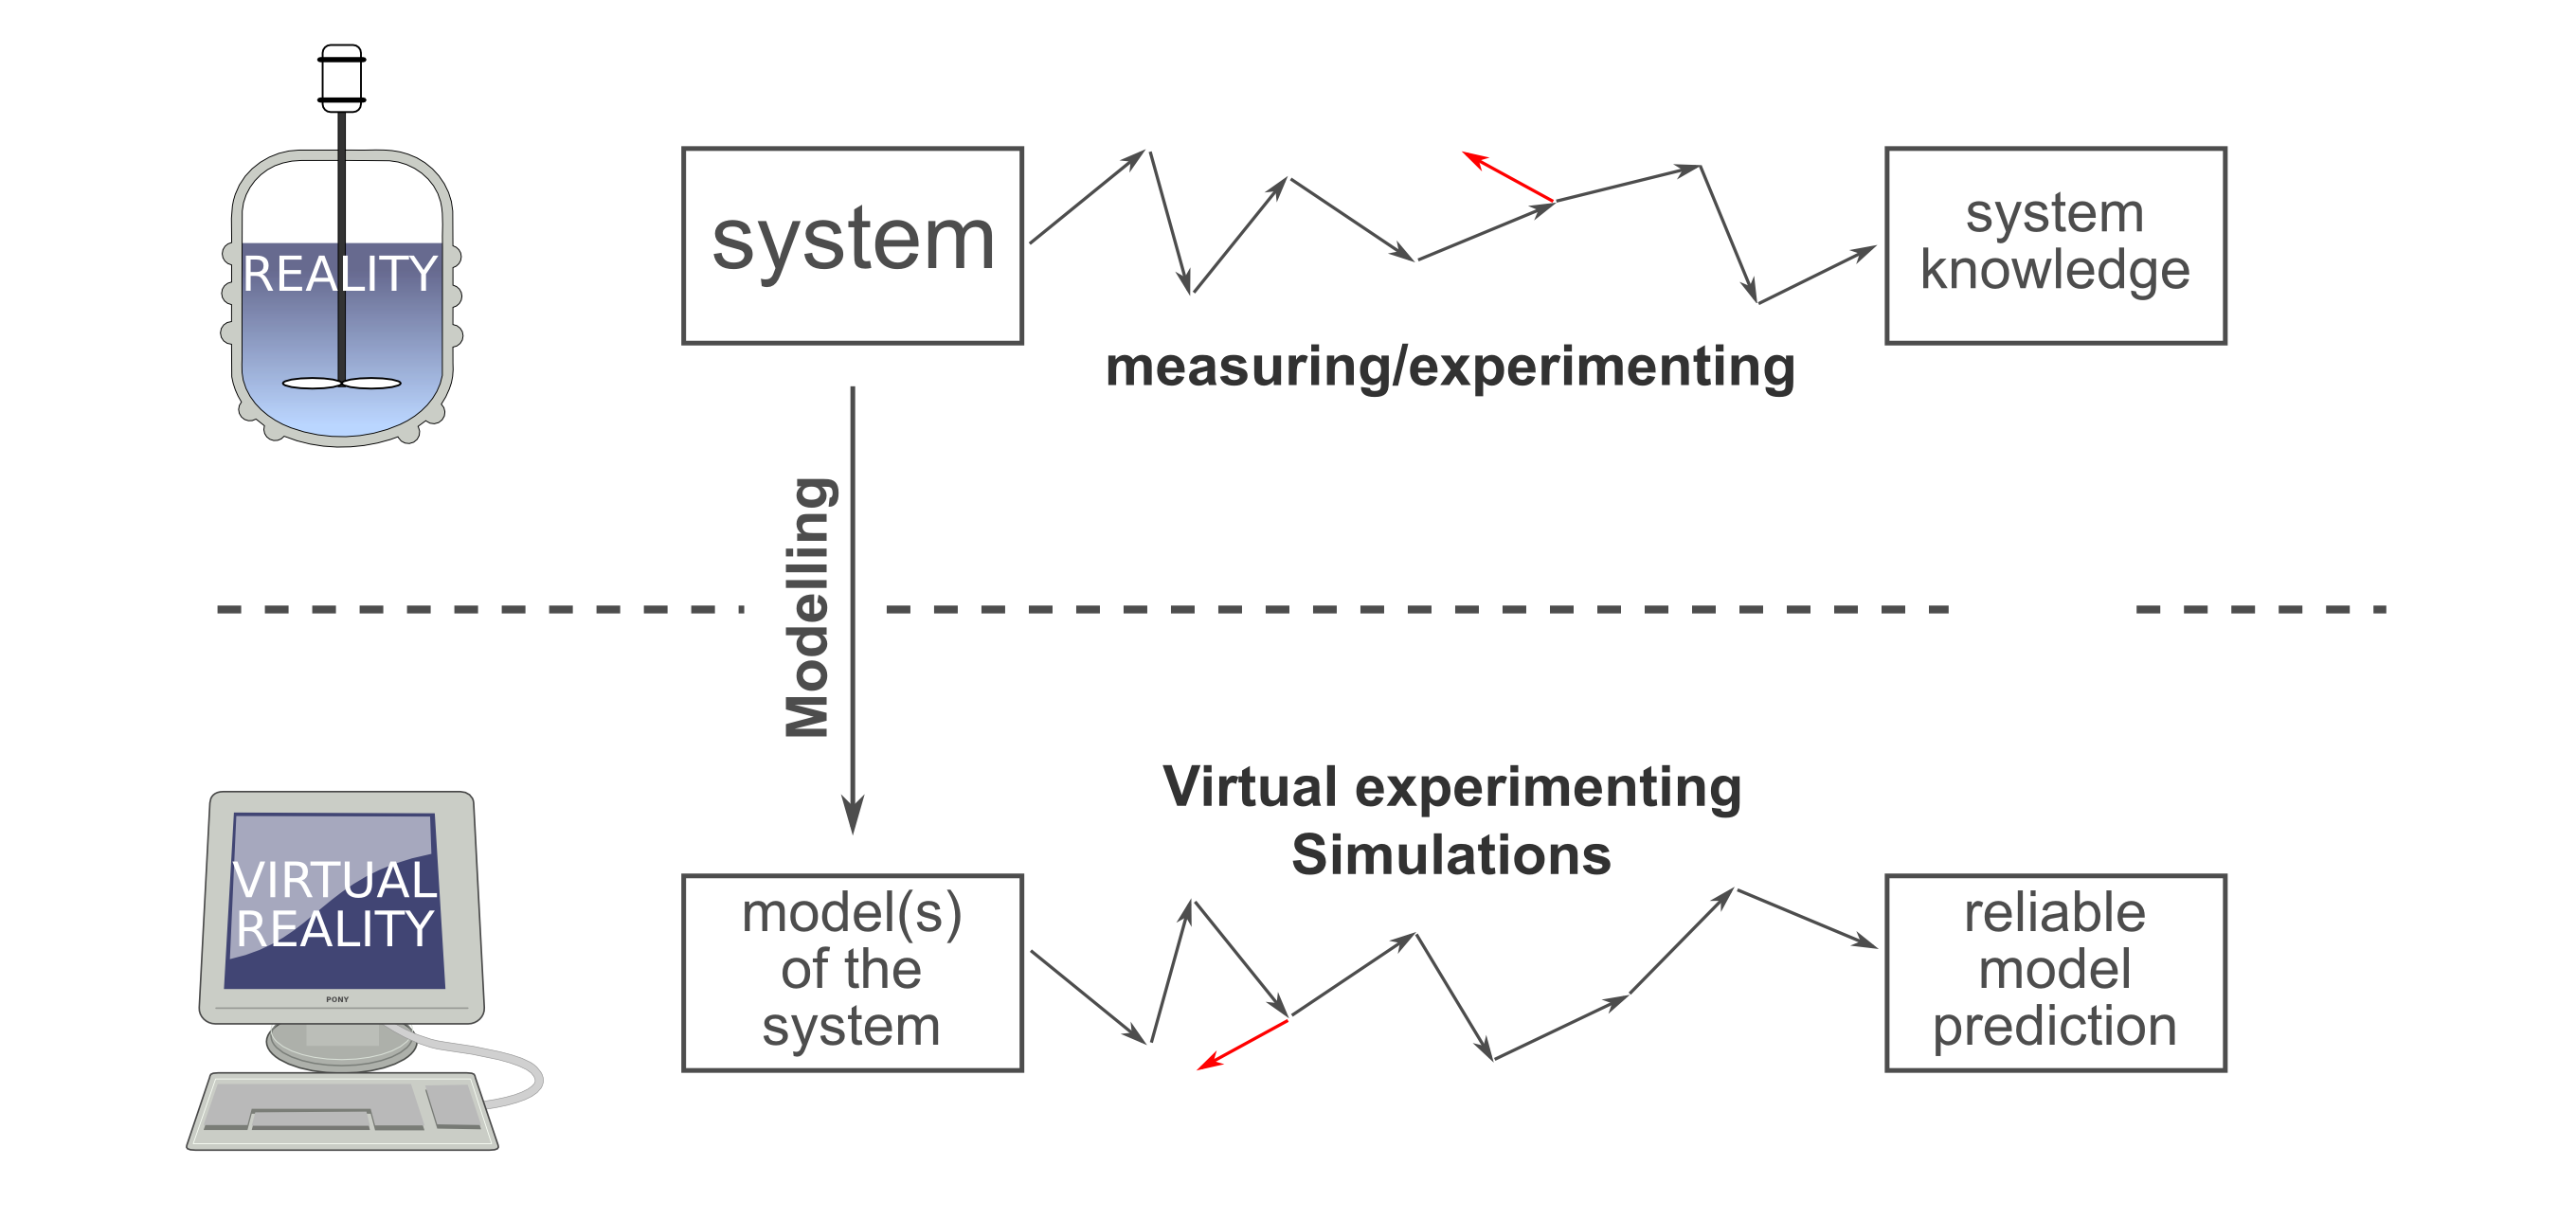 REALITY
system
system
knowledge
measuring/experimenting
Modelling
Virtual experimenting
Simulations
VIRTUAL
REALITY
PONY
model(s)
of the
system
reliable
model
prediction